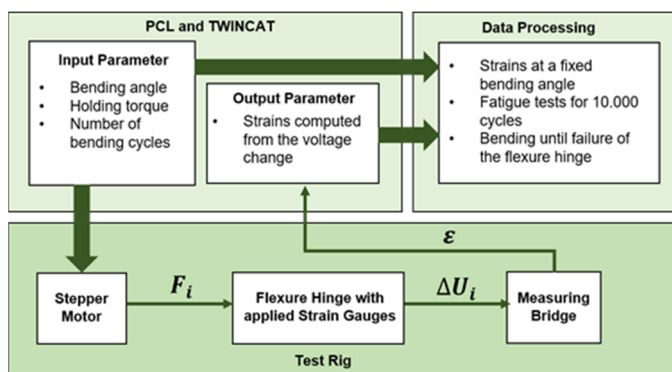 PCL and TWINCAT
Input Parameter
• Bending angle
• Holding torque
• Number of
bending cycles
Output Parameter
• Strains computed
from the voltage
change
Data Processing
• Strains at a fixed
bending angle
• Fatigue tests for 10.000
cycles
• Bending until failure of
the flexure hinge
ε
Stepper
Motor
F_i
Flexure Hinge with
applied Strain Gauges
ΔU_i
Measuring
Bridge
Test Rig